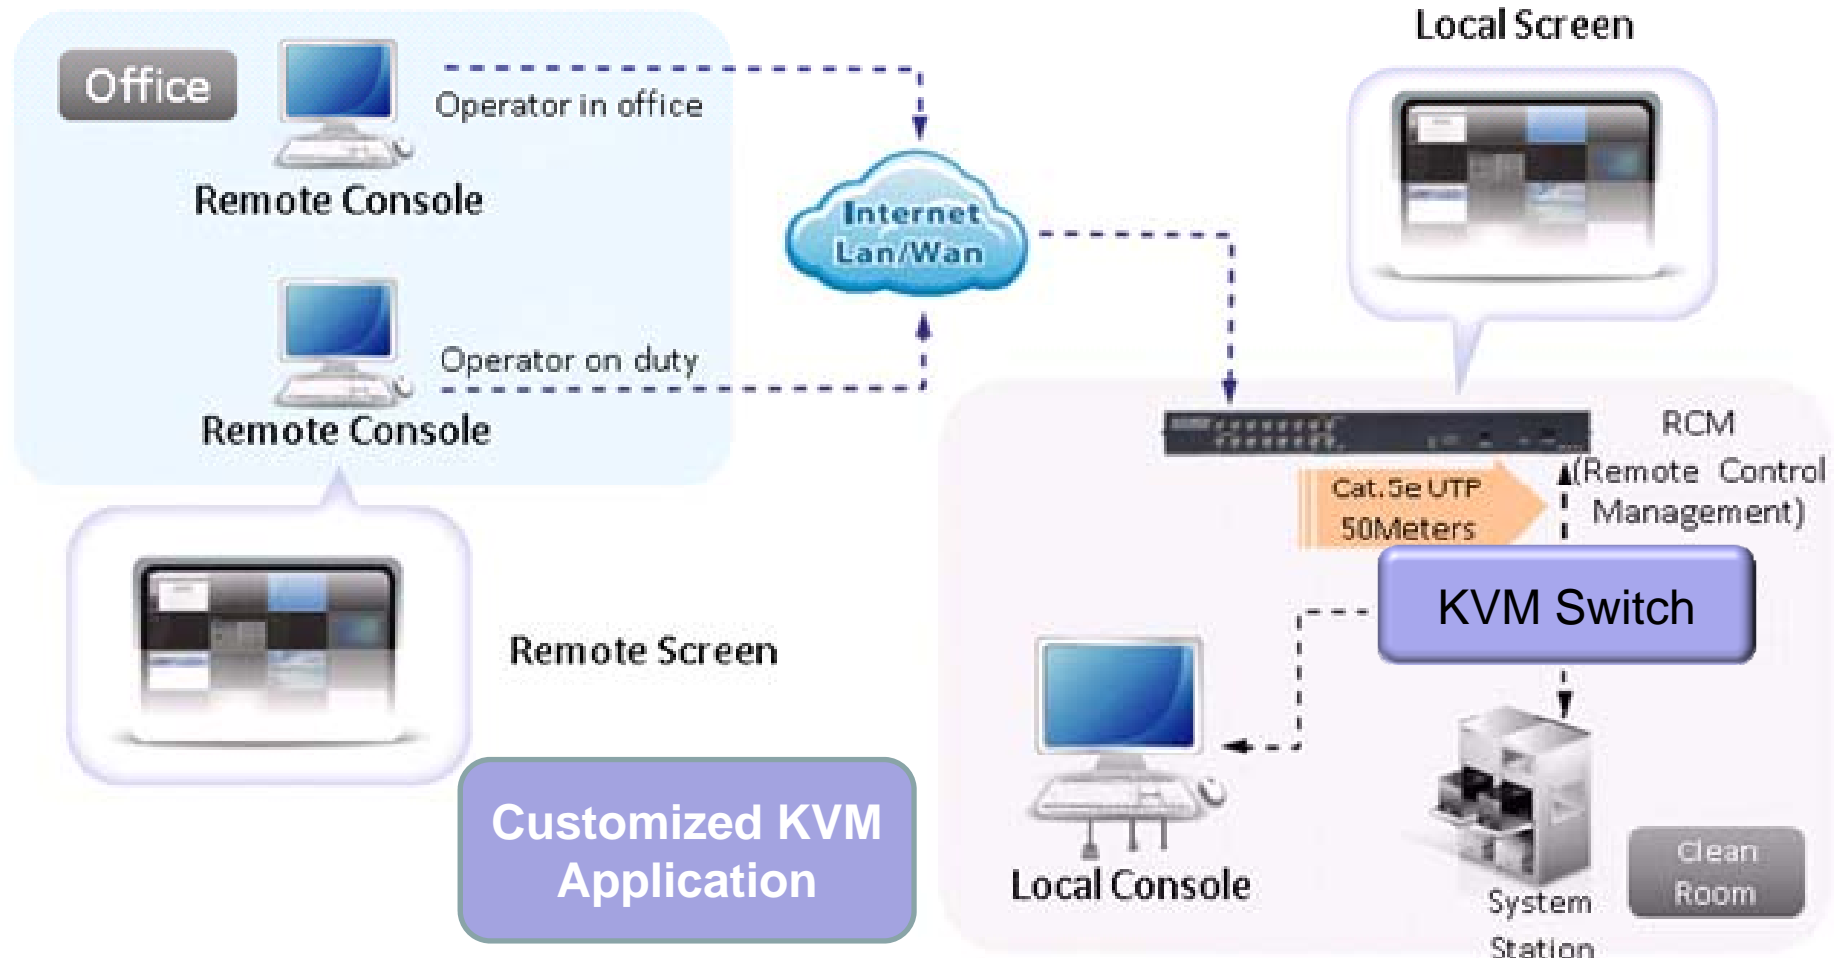 Local Screen
Office
Operator in office
Remote Console
Internet
Lan/Wan
Operator on duty
Remote Console
RCM
(Remote Control
Management)
Cat.5e UTP
50Meters
KVM Switch
Remote Screen
Customized KVM
Application
Local Console
System
Station
Clean
Room